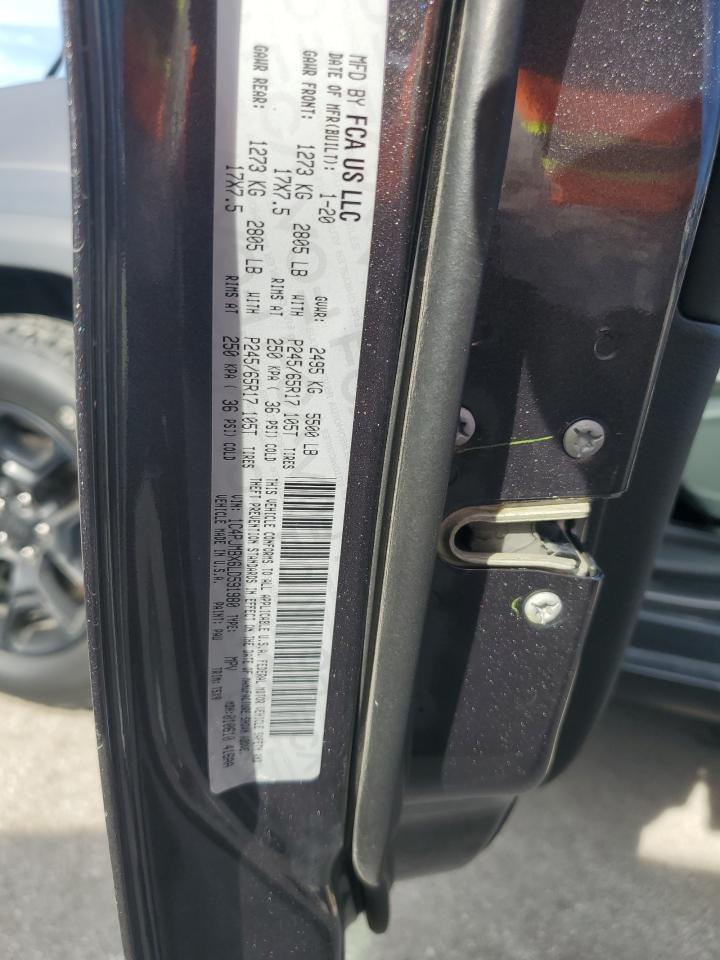 MFD BY FCA US LLC
DATE OF MFR(BUILT): 1-20 GVWR: 2495 KG 5500 LB
GAWR FRONT: 1273 KG 2805 LB WITH P245/65R17 105T TIRES
17X7.5 RIMS AT 250 KPA ( 36 PSI) COLD
GAWR REAR: 1273 KG 2805 LB WITH P245/65R17 105T TIRES
17X7.5 RIMS AT 250 KPA ( 36 PSI) COLD
THIS VEHICLE CONFORMS TO ALL APPLICABLE U.S.A. FEDERAL MOTOR VEHICLE SAFETY AND
THEFT PREVENTION STANDARDS IN EFFECT ON THE DATE OF MANUFACTURE SHOWN ABOVE.
VIN: 1C4PJMBX6LD591980 TYPE: MPV
VEHICLE MADE IN U.S.A. PAINT: PAU TRIM: